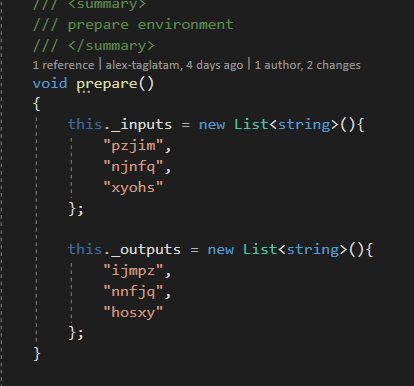 /// <summary>
/// prepare environment
/// </summary>
1 reference | alex-taglatam, 4 days ago | 1 author, 2 changes
void prepare()
{
    this._inputs = new List<string>(){
        "pzjim",
        "njnfq",
        "xyohs"
    };

    this._outputs = new List<string>(){
        "ijmpz",
        "nnfjq",
        "hosxy"
    };
}